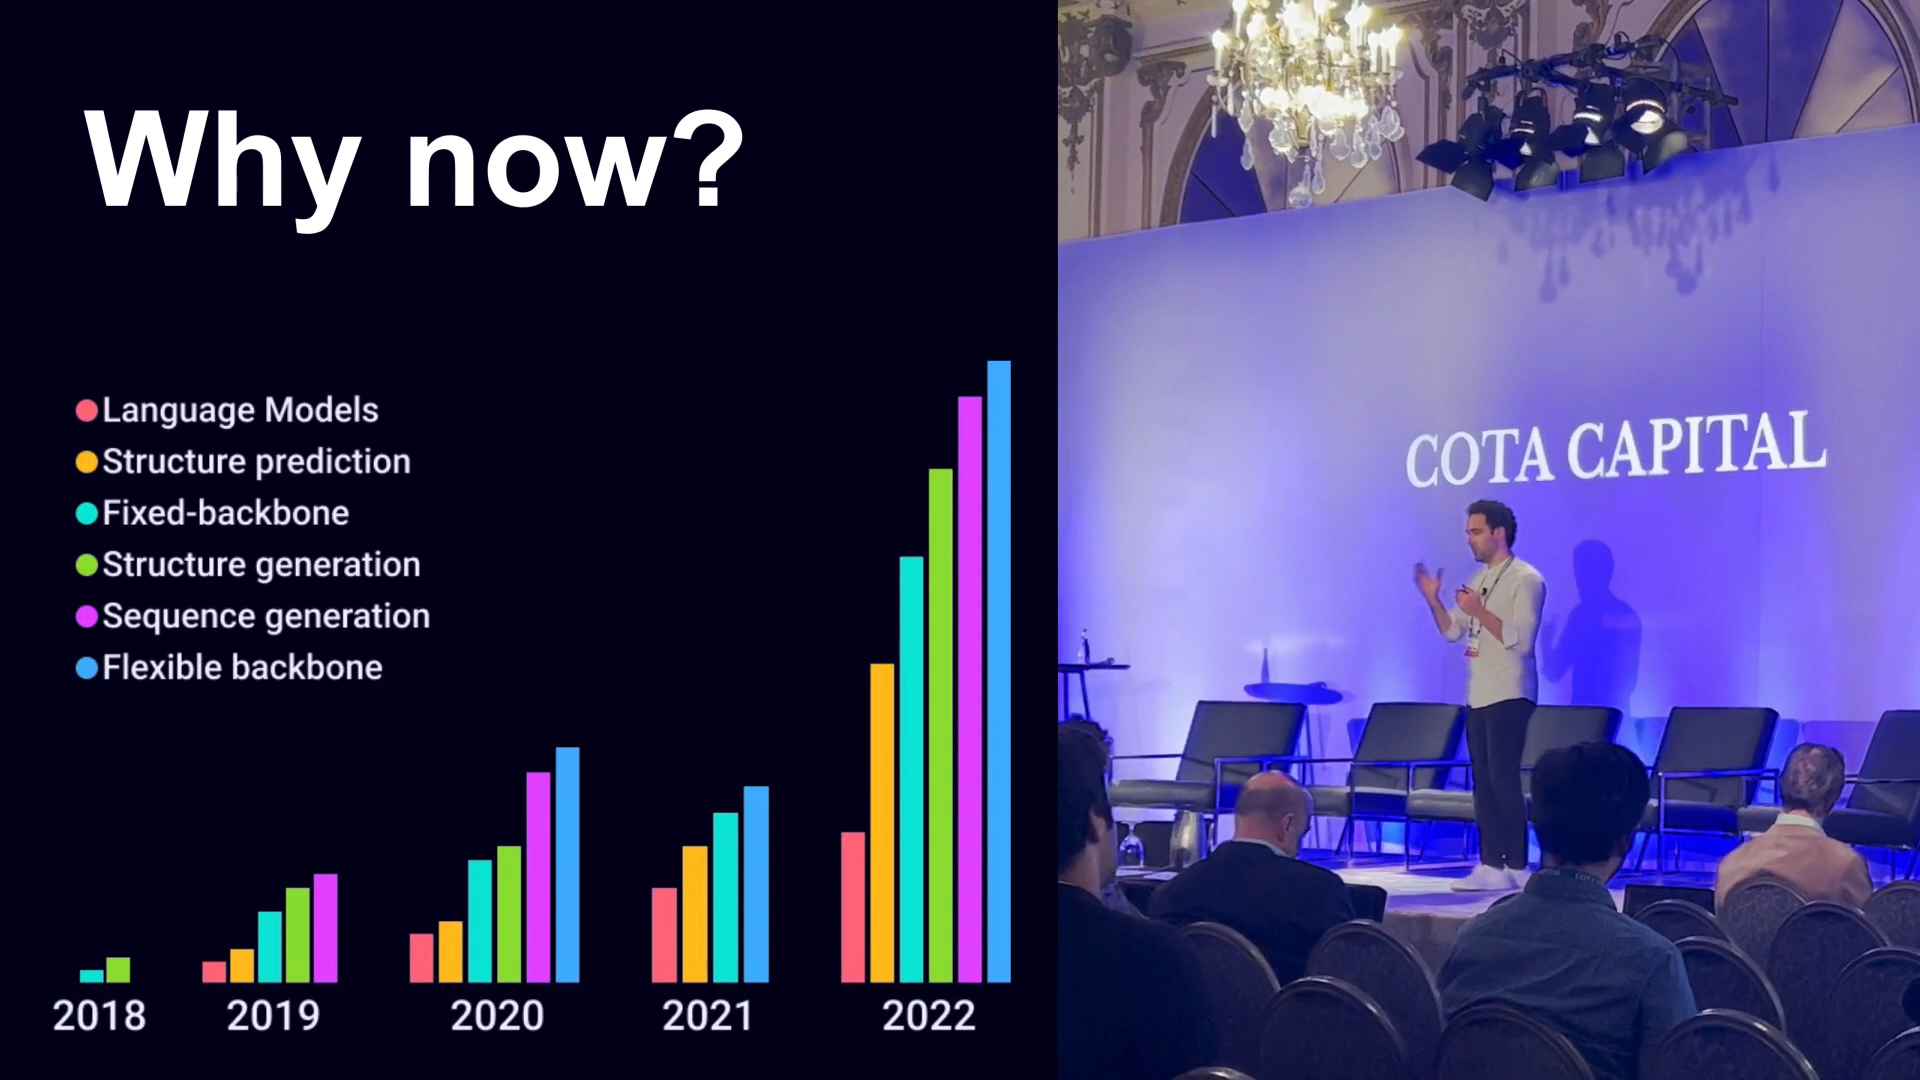 Why now?
Language Models
Structure prediction
Fixed-backbone
Structure generation
Sequence generation
Flexible backbone
2018 2019 2020 2021 2022
COTA CAPITAL